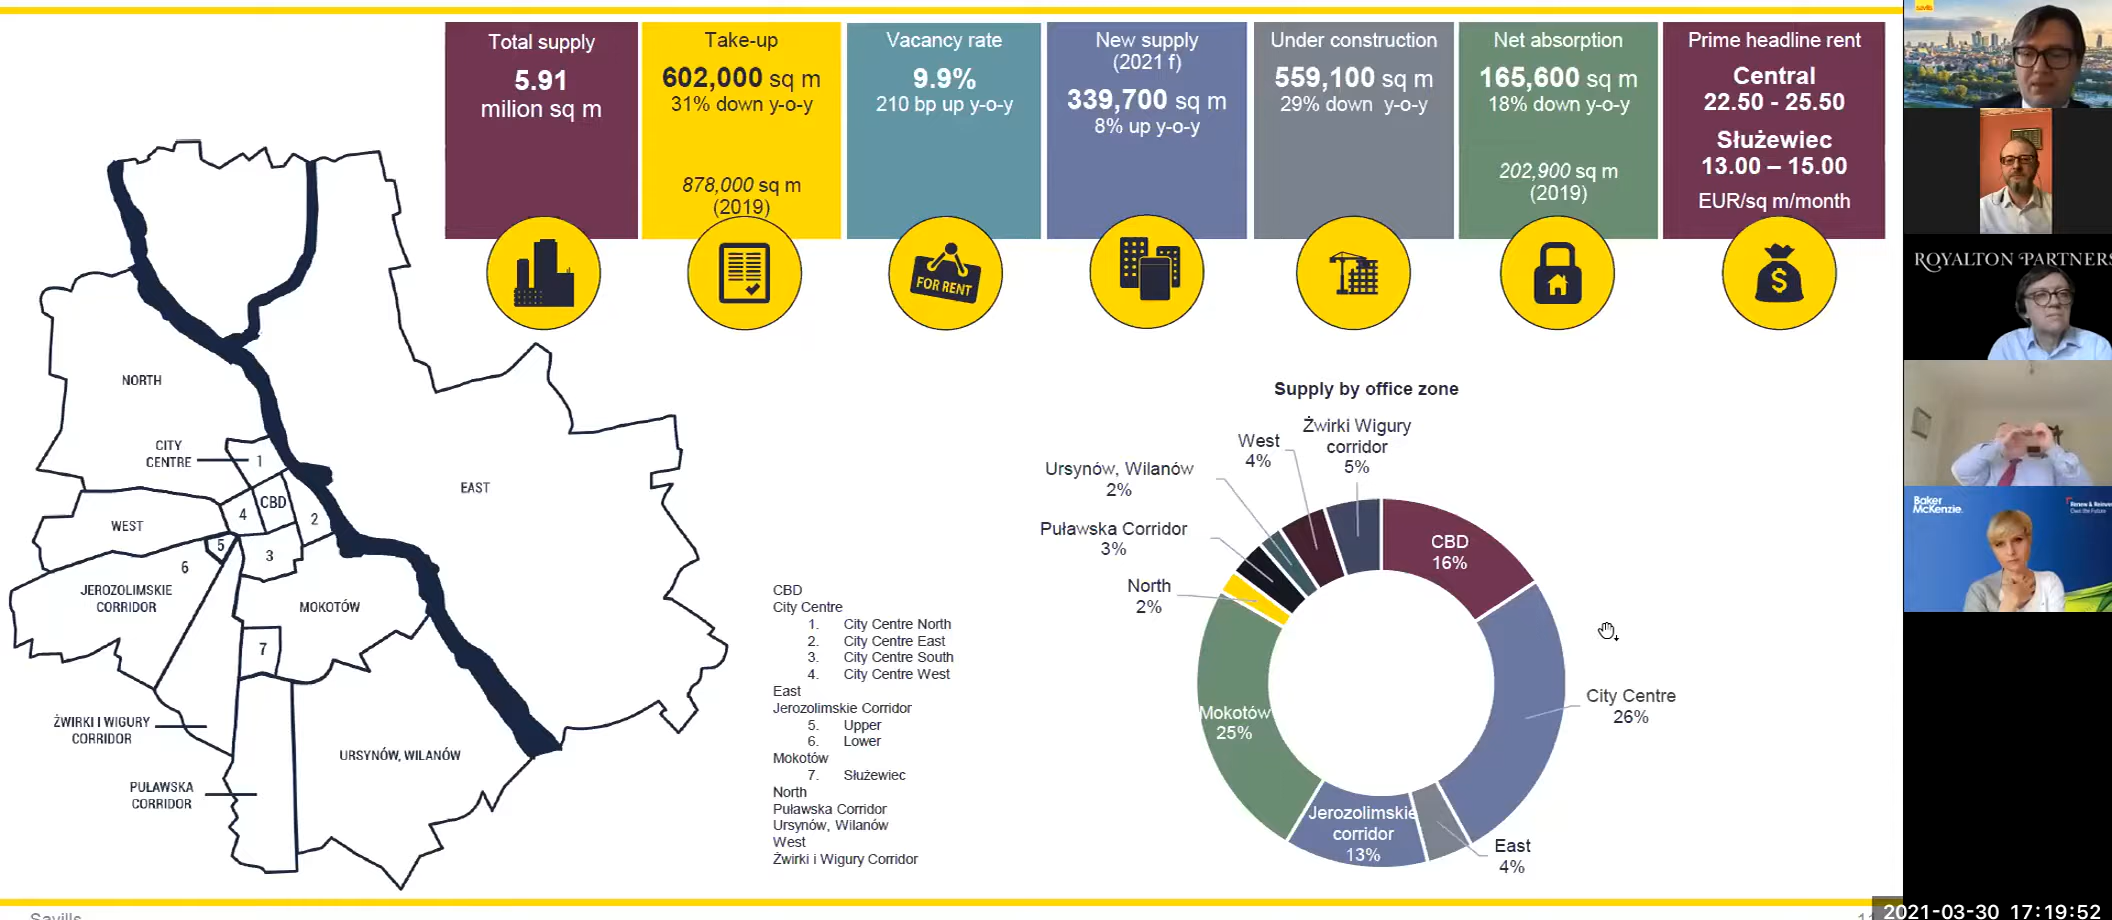 Total supply
5.91
milion sq m
Take-up
602,000 sq m
31% down y-o-y
878,000 sq m
(2019)
Vacancy rate
9.9%
210 bp up y-o-y
FOR RENT
New supply
(2021 f)
339,700 sq m
8% up y-o-y
Under construction
559,100 sq m
29% down y-o-y
Net absorption
165,600 sq m
18% down y-o-y
202,900 sq m
(2019)
Prime headline rent
Central
22.50 - 25.50
Służewiec
13.00 – 15.00
EUR/sq m/month
$
NORTH
CITY
CENTRE
1
CBD
4
2
WEST
5
3
6
EAST
JEROZOLIMSKIE
CORRIDOR
MOKOTÓW
7
ŻWIRKI I WIGURY
CORRIDOR
URSYNÓW, WILANÓW
PUŁAWSKA
CORRIDOR
CBD
City Centre
1. City Centre North
2. City Centre East
3. City Centre South
4. City Centre West
East
Jerozolimskie Corridor
5. Upper
6. Lower
Mokotów
7. Służewiec
North
Puławska Corridor
Ursynów, Wilanów
West
Żwirki i Wigury Corridor
Supply by office zone
Żwirki Wigury
corridor
5%
West
4%
Ursynów, Wilanów
2%
Puławska Corridor
3%
North
2%
CBD
16%
City Centre
26%
Mokotów
25%
Jerozolimskie
corridor
13%
East
4%
Savills
11
savills
ROYALTON PARTNERS
Baker
McKenzie.
2021-03-30 17:19:52